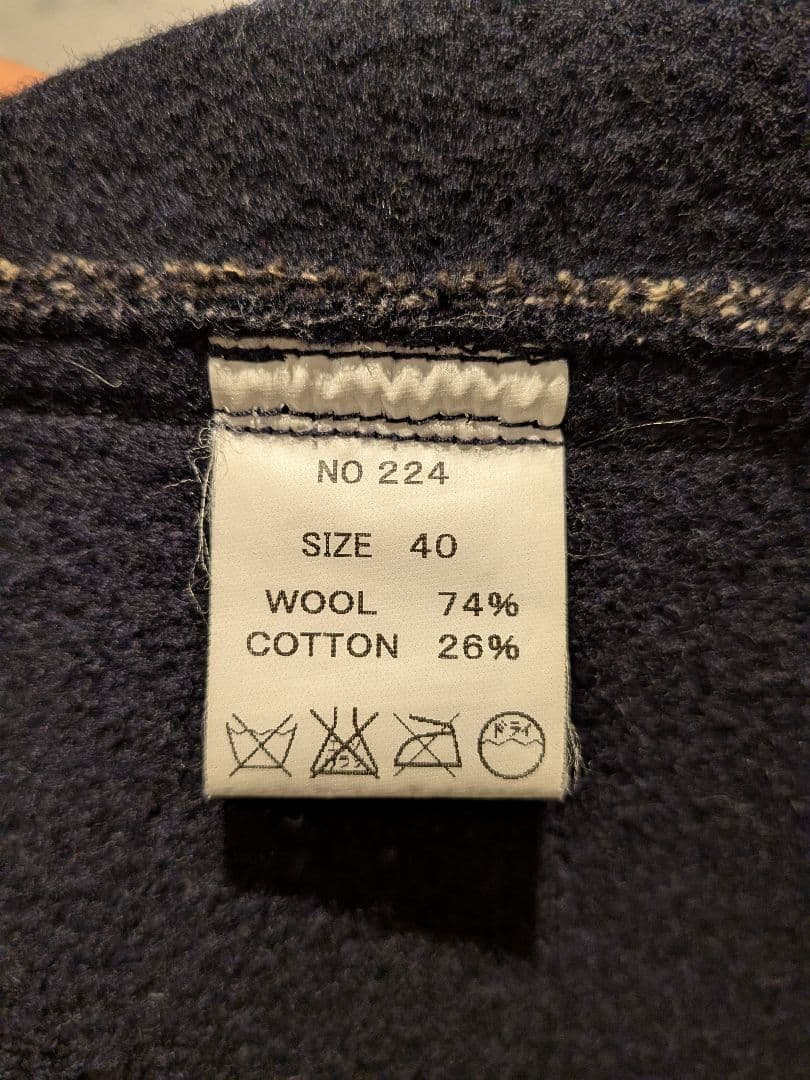 NO 224
SIZE 40
WOOL 74%
COTTON 26%
ドライ